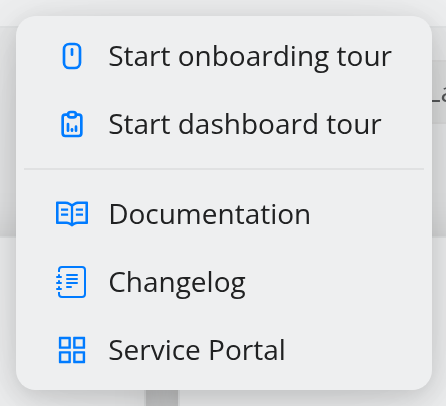 Start onboarding tour
Start dashboard tour
Documentation
Changelog
Service Portal